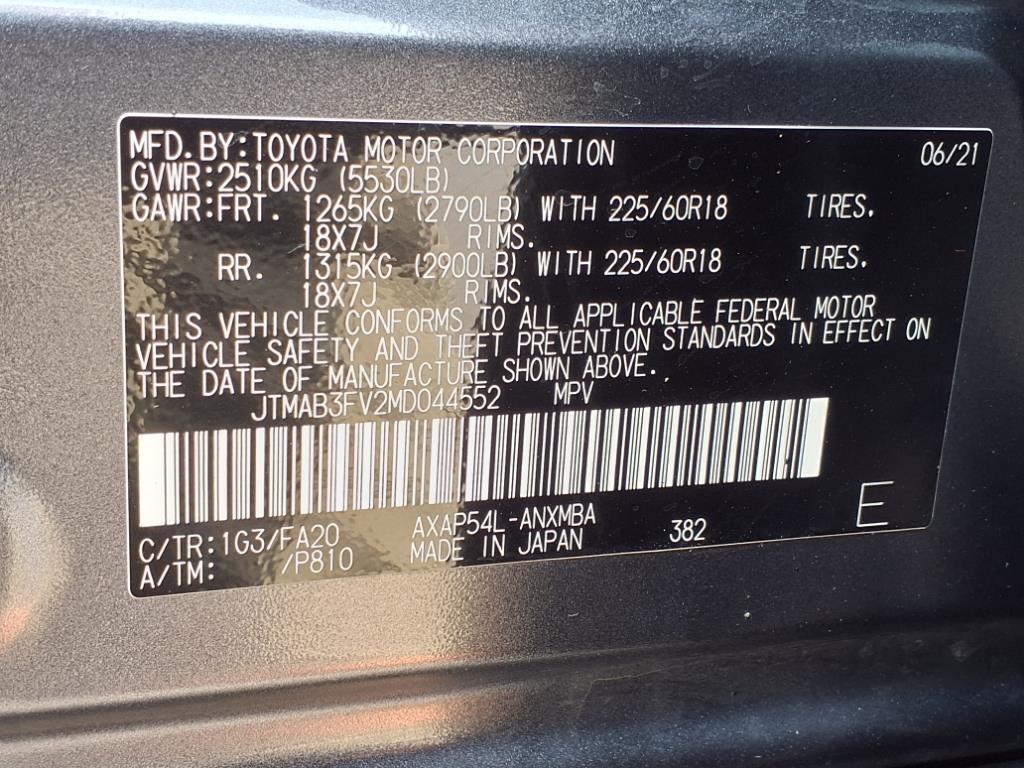 MFD.BY:TOYOTA MOTOR CORPORATION 06/21
GVWR:2510KG (5530LB)
GAWR:FRT. 1265KG (2790LB) WITH 225/60R18 TIRES.
18X7J RIMS.
RR. 1315KG (2900LB) WITH 225/60R18 TIRES.
18X7J RIMS.
THIS VEHICLE CONFORMS TO ALL APPLICABLE FEDERAL MOTOR
VEHICLE SAFETY AND THEFT PREVENTION STANDARDS IN EFFECT ON
THE DATE OF MANUFACTURE SHOWN ABOVE.
JTMAB3FV2MD044552 MPV
C/TR:1G3/FA20 AXAP54L-ANXMBA 382 E
A/TM: /P810 MADE IN JAPAN